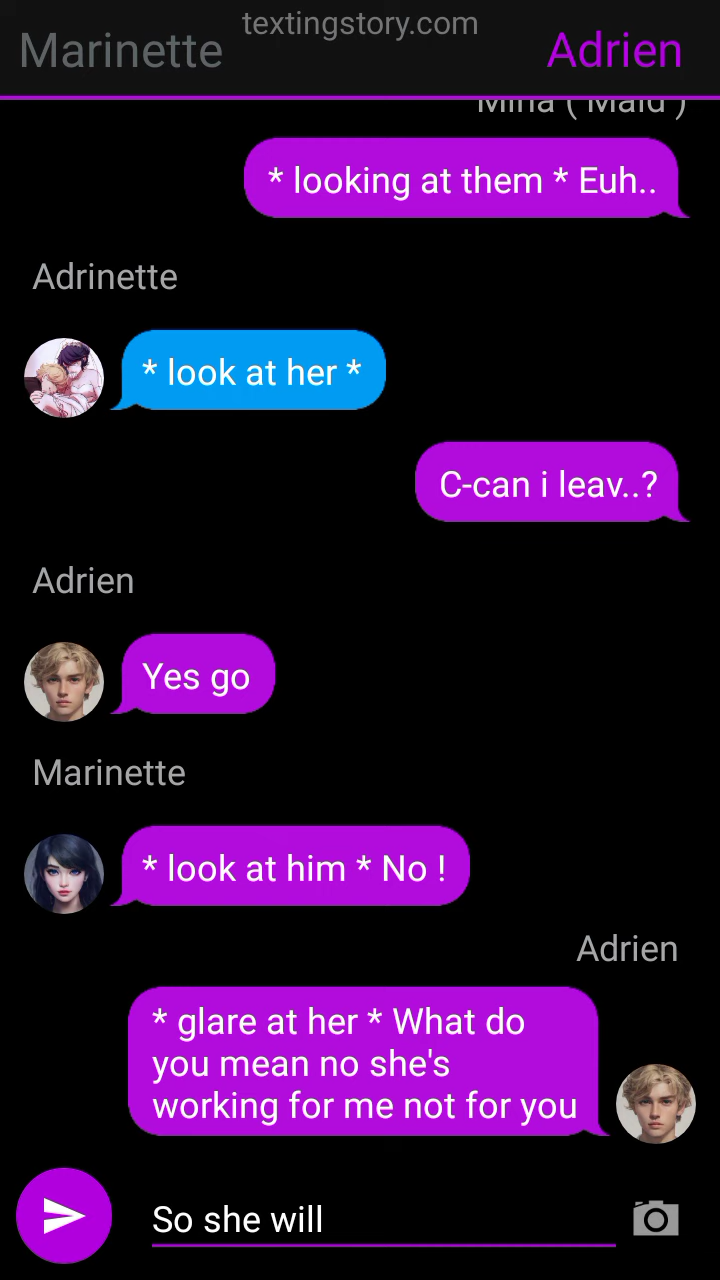 textingstory.com
Marinette
Adrien
Mina ( Maid )
* looking at them * Euh..
Adrinette
* look at her *
C-can i leav..?
Adrien
Yes go
Marinette
* look at him * No !
Adrien
* glare at her * What do
you mean no she's
working for me not for you
So she will